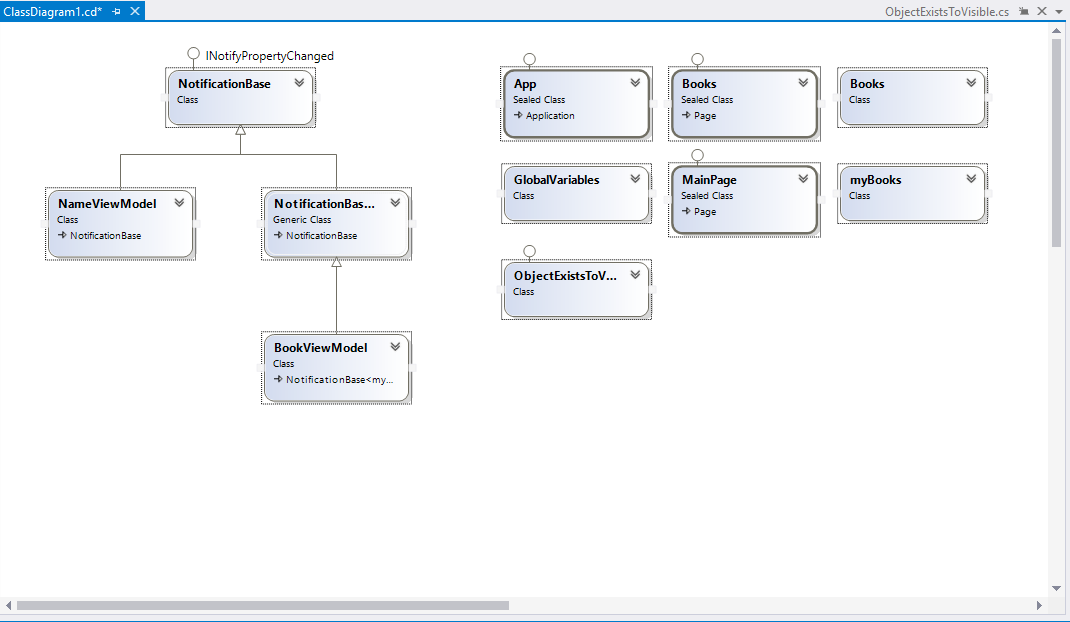 ClassDiagram1.cd*
ObjectExistsToVisible.cs
INotifyPropertyChanged
NotificationBase
Class
NameViewModel
Class
NotificationBase
NotificationBas...
Generic Class
NotificationBase
BookViewModel
Class
NotificationBase<my...
App
Sealed Class
Application
Books
Sealed Class
Page
Books
Class
GlobalVariables
Class
MainPage
Sealed Class
Page
myBooks
Class
ObjectExistsToV...
Class